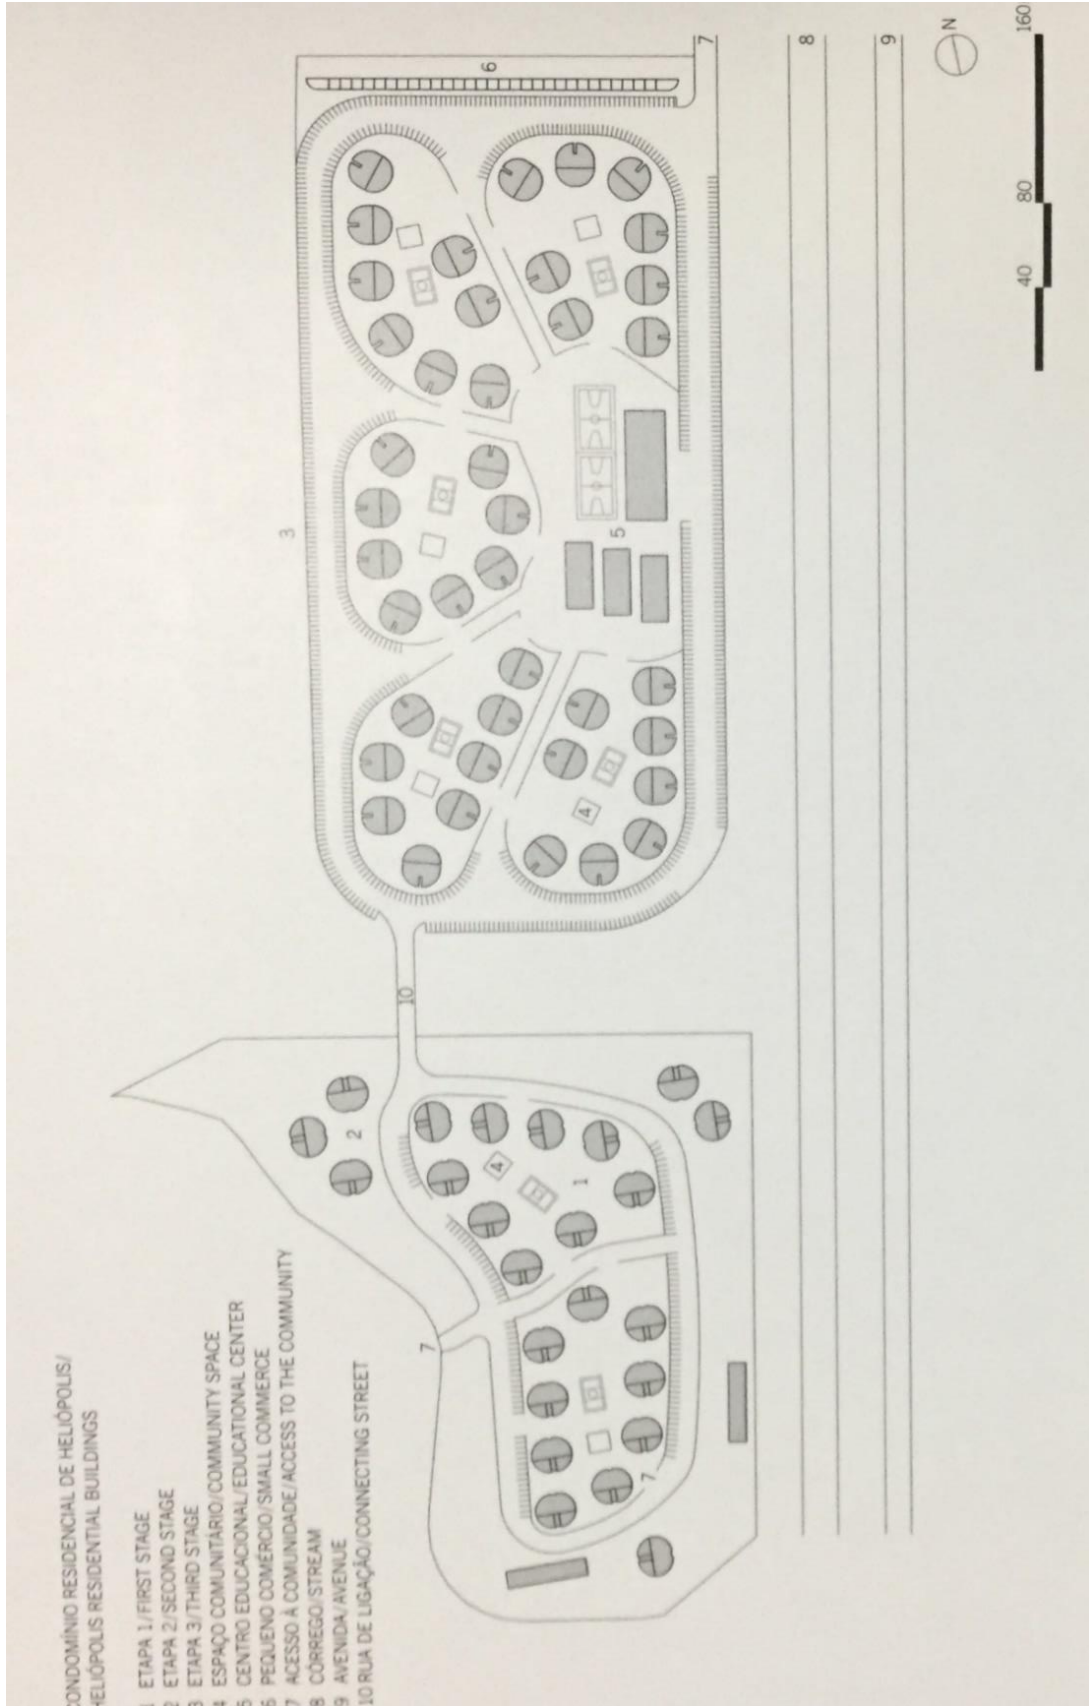 CONDOMÍNIO RESIDENCIAL DE HELIÓPOLIS/
HELIÓPOLIS RESIDENTIAL BUILDINGS
1 ETAPA 1/FIRST STAGE
2 ETAPA 2/SECOND STAGE
3 ETAPA 3/THIRD STAGE
4 ESPAÇO COMUNITÁRIO/COMMUNITY SPACE
5 CENTRO EDUCACIONAL/EDUCATIONAL CENTER
6 PEQUENO COMÉRCIO/SMALL COMMERCE
7 ACESSO À COMUNIDADE/ACCESS TO THE COMMUNITY
8 CÓRREGO/STREAM
9 AVENIDA/AVENUE
10 RUA DE LIGAÇÃO/CONNECTING STREET
7
2
10
3
6
4
1
7
4
5
7
8
9
N
40
80
160